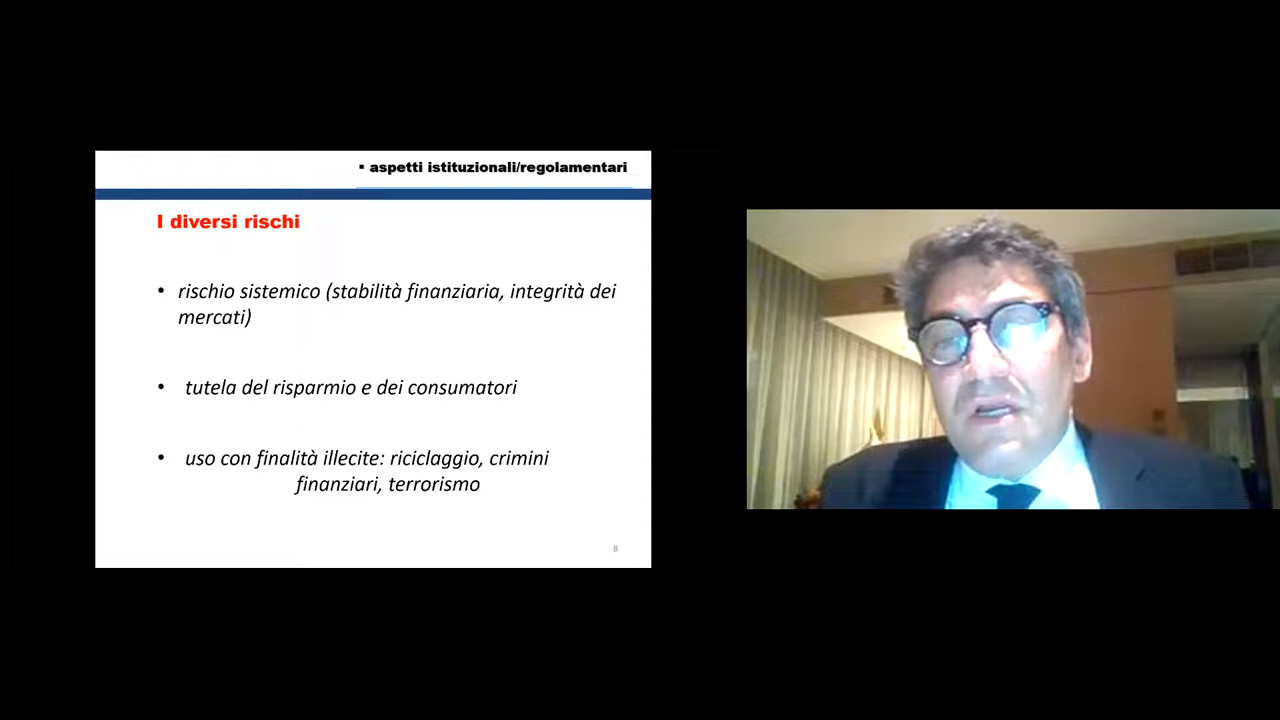 ▪ aspetti istituzionali/regolamentari
I diversi rischi
• rischio sistemico (stabilità finanziaria, integrità dei
mercati)
• tutela del risparmio e dei consumatori
• uso con finalità illecite: riciclaggio, crimini
finanziari, terrorismo
8